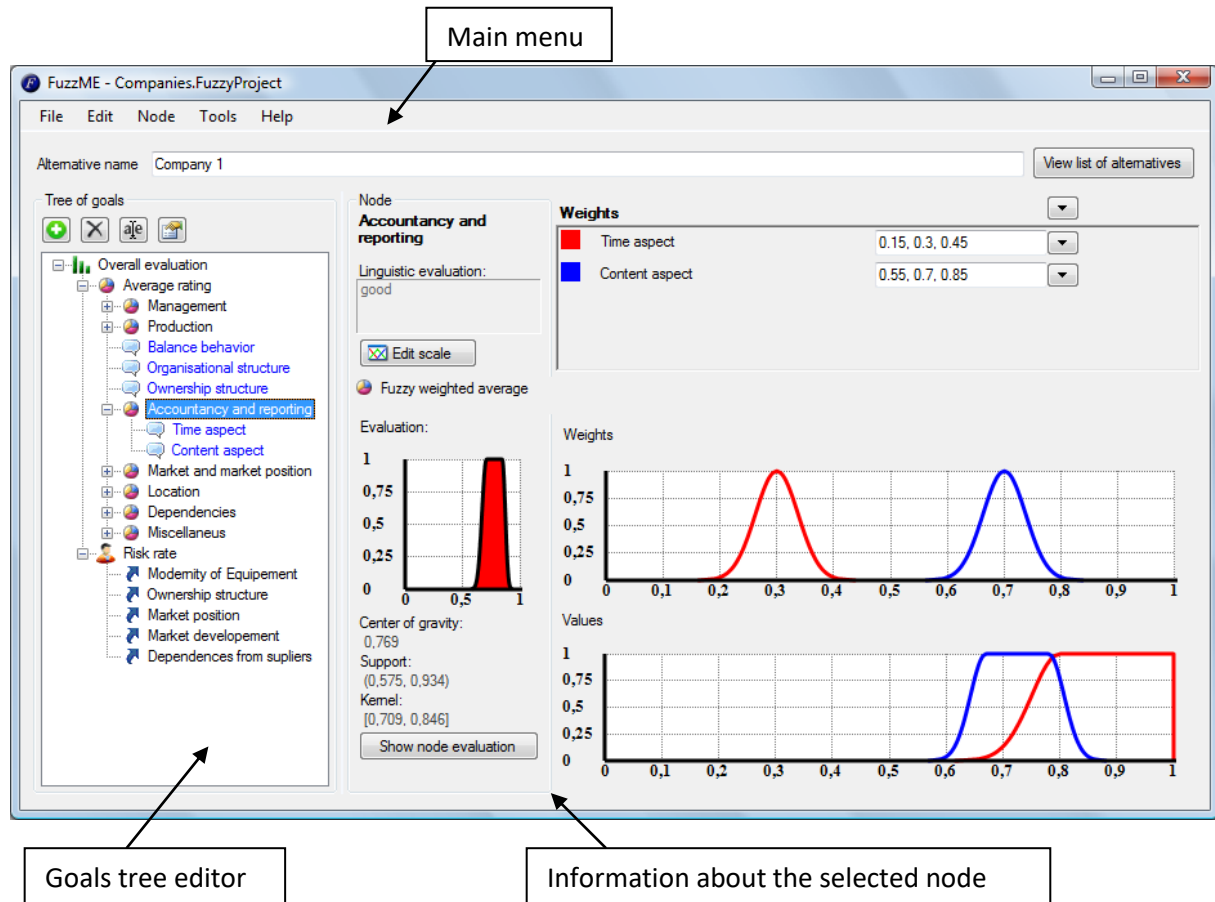 Main menu
FuzzME - Companies.FuzzyProject
File Edit Node Tools Help
Alternative name Company 1 View list of alternatives
Tree of goals
Overall evaluation
Average rating
Management
Production
Balance behavior
Organisational structure
Ownership structure
Accountancy and reporting
Time aspect
Content aspect
Market and market position
Location
Dependencies
Miscellaneus
Risk rate
Modernity of Equipement
Ownership structure
Market position
Market developement
Dependences from supliers
Node
Accountancy and
reporting
Linguistic evaluation:
good
Edit scale
Fuzzy weighted average
Evaluation:
1
0,75
0,5
0,25
0
0 0,5 1
Center of gravity:
0,769
Support:
(0,575, 0,934)
Kernel:
[0,709, 0,846]
Show node evaluation
Weights
Time aspect 0.15, 0.3, 0.45
Content aspect 0.55, 0.7, 0.85
Weights
1
0,75
0,5
0,25
0
0 0,1 0,2 0,3 0,4 0,5 0,6 0,7 0,8 0,9 1
Values
1
0,75
0,5
0,25
0
0 0,1 0,2 0,3 0,4 0,5 0,6 0,7 0,8 0,9 1
Goals tree editor
Information about the selected node